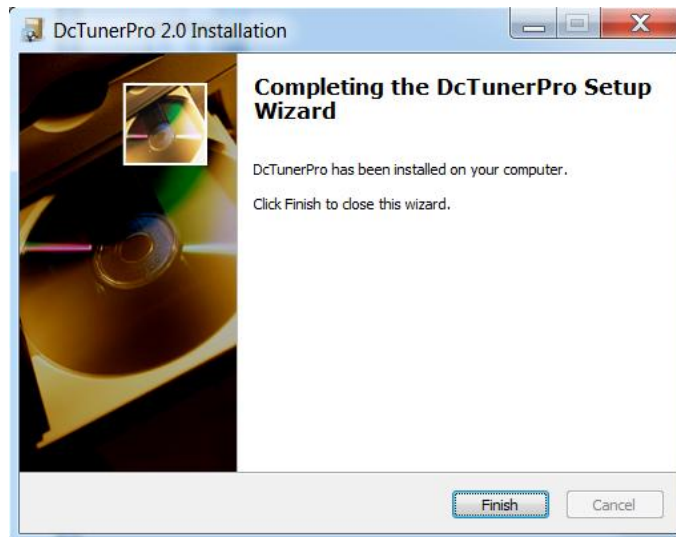 DcTunerPro 2.0 Installation
Completing the DcTunerPro Setup
Wizard
DcTunerPro has been installed on your computer.
Click Finish to close this wizard.
Finish
Cancel